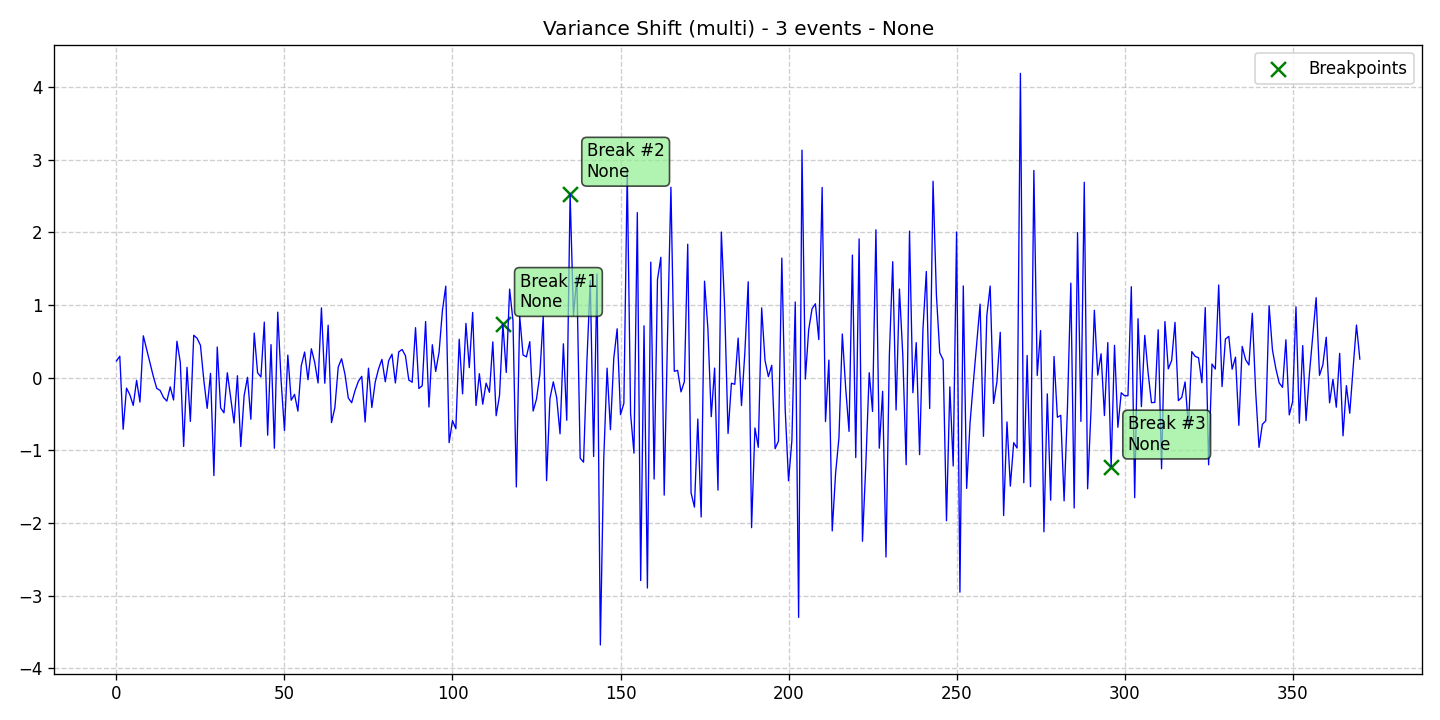 Variance Shift (multi) - 3 events - None
Breakpoints
4
3
2
1
0
−1
−2
−3
−4
Break #2
None
Break #1
None
Break #3
None
0
50
100
150
200
250
300
350